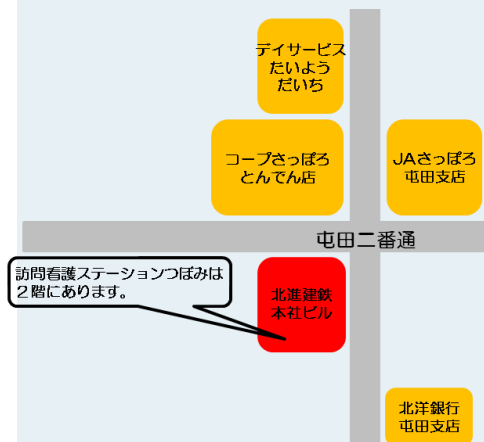 デイサービス
たいよう
だいち
コープさっぽろ
とんでん店
JAさっぽろ
屯田支店
屯田二番通
訪問看護ステーションつぼみは
２階にあります。
北進建鉄
本社ビル
北洋銀行
屯田支店